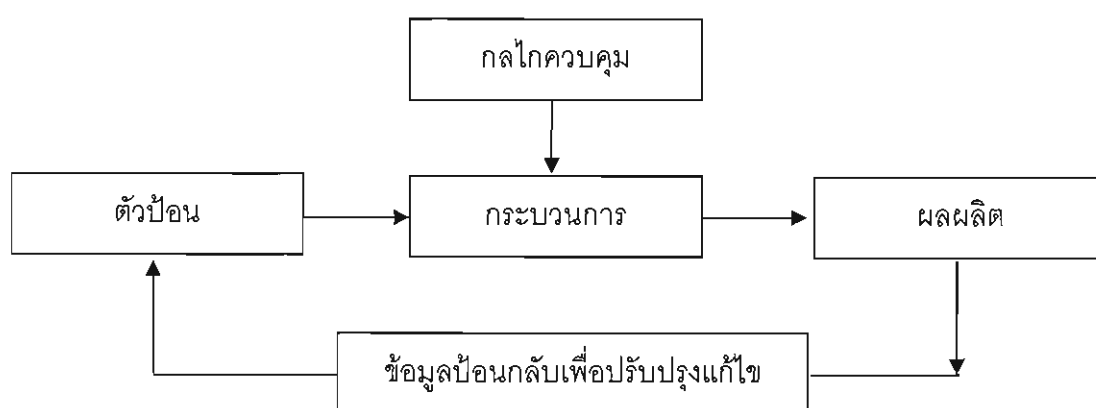 กลไกควบคุม
ตัวป้อน
กระบวนการ
ผลผลิต
ข้อมูลป้อนกลับเพื่อปรับปรุงแก้ไข